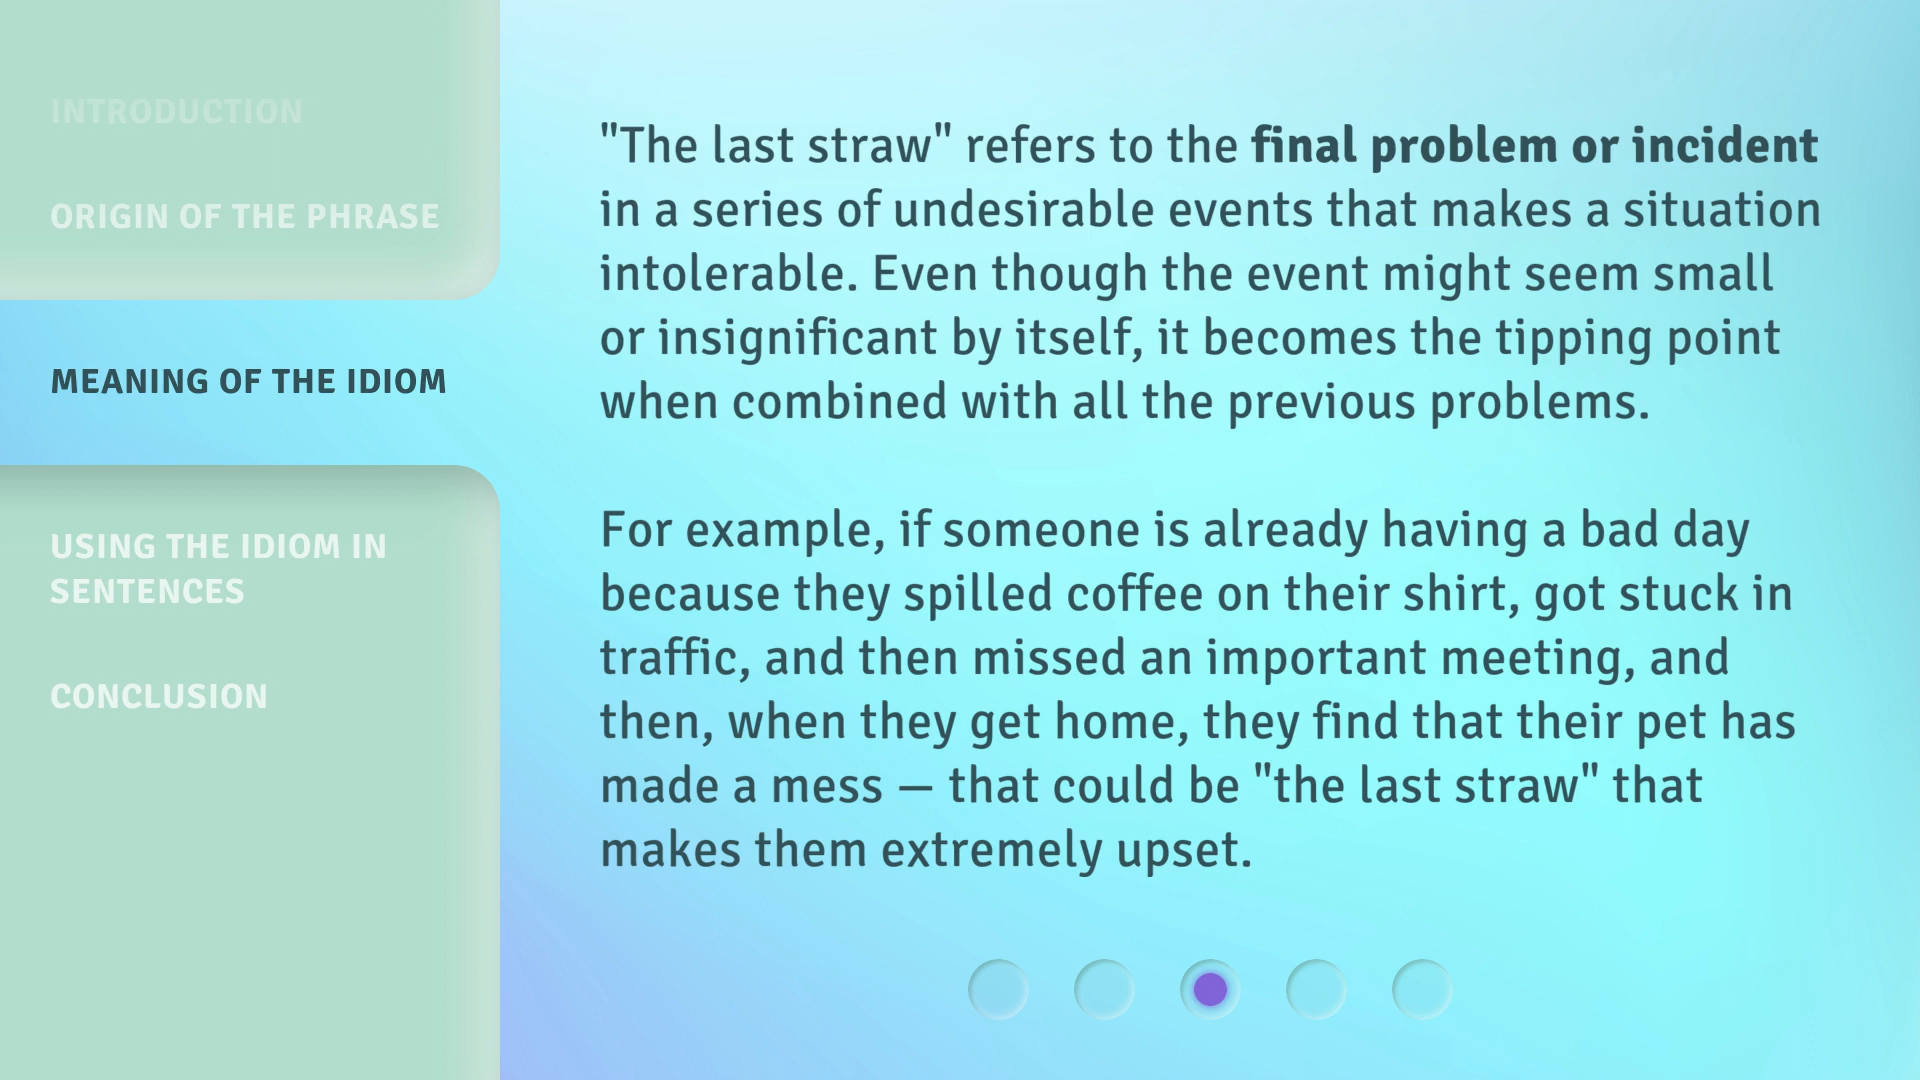 INTRODUCTION
ORIGIN OF THE PHRASE
MEANING OF THE IDIOM
USING THE IDIOM IN
SENTENCES
CONCLUSION
"The last straw" refers to the final problem or incident
in a series of undesirable events that makes a situation
intolerable. Even though the event might seem small
or insignificant by itself, it becomes the tipping point
when combined with all the previous problems.
For example, if someone is already having a bad day
because they spilled coffee on their shirt, got stuck in
traffic, and then missed an important meeting, and
then, when they get home, they find that their pet has
made a mess — that could be "the last straw" that
makes them extremely upset.